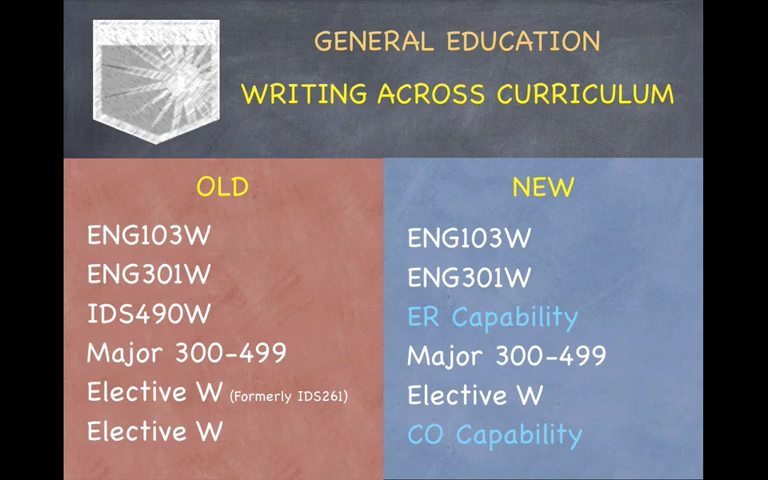 GENERAL EDUCATION
WRITING ACROSS CURRICULUM
OLD
ENG103W
ENG301W
IDS490W
Major 300-499
Elective W (Formerly IDS261)
Elective W
NEW
ENG103W
ENG301W
ER Capability
Major 300-499
Elective W
CO Capability